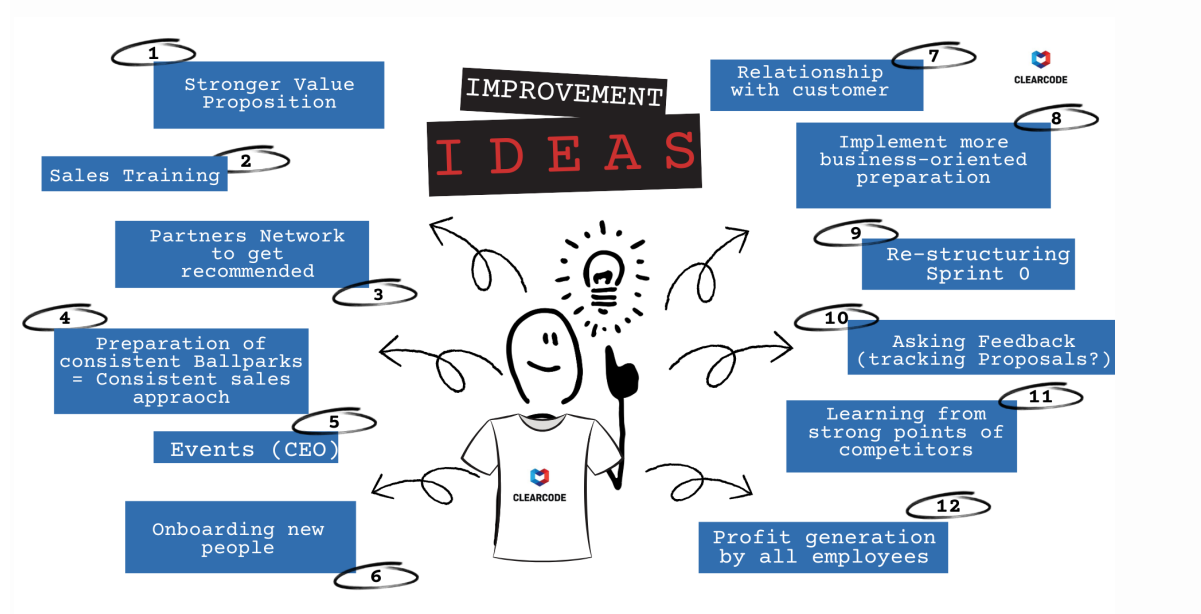 IMPROVEMENT
IDEAS
1
Stronger Value
Proposition
2
Sales Training
Partners Network
to get
recommended
3
4
Preparation of
consistent Ballparks
= Consistent sales
appraoch
5
Events (CEO)
Onboarding new
people
6
7
Relationship
with customer
CLEARCODE
8
Implement more
business-oriented
preparation
9
Re-structuring
Sprint 0
10
Asking Feedback
(tracking Proposals?)
11
Learning from
strong points of
competitors
12
Profit generation
by all employees
CLEARCODE